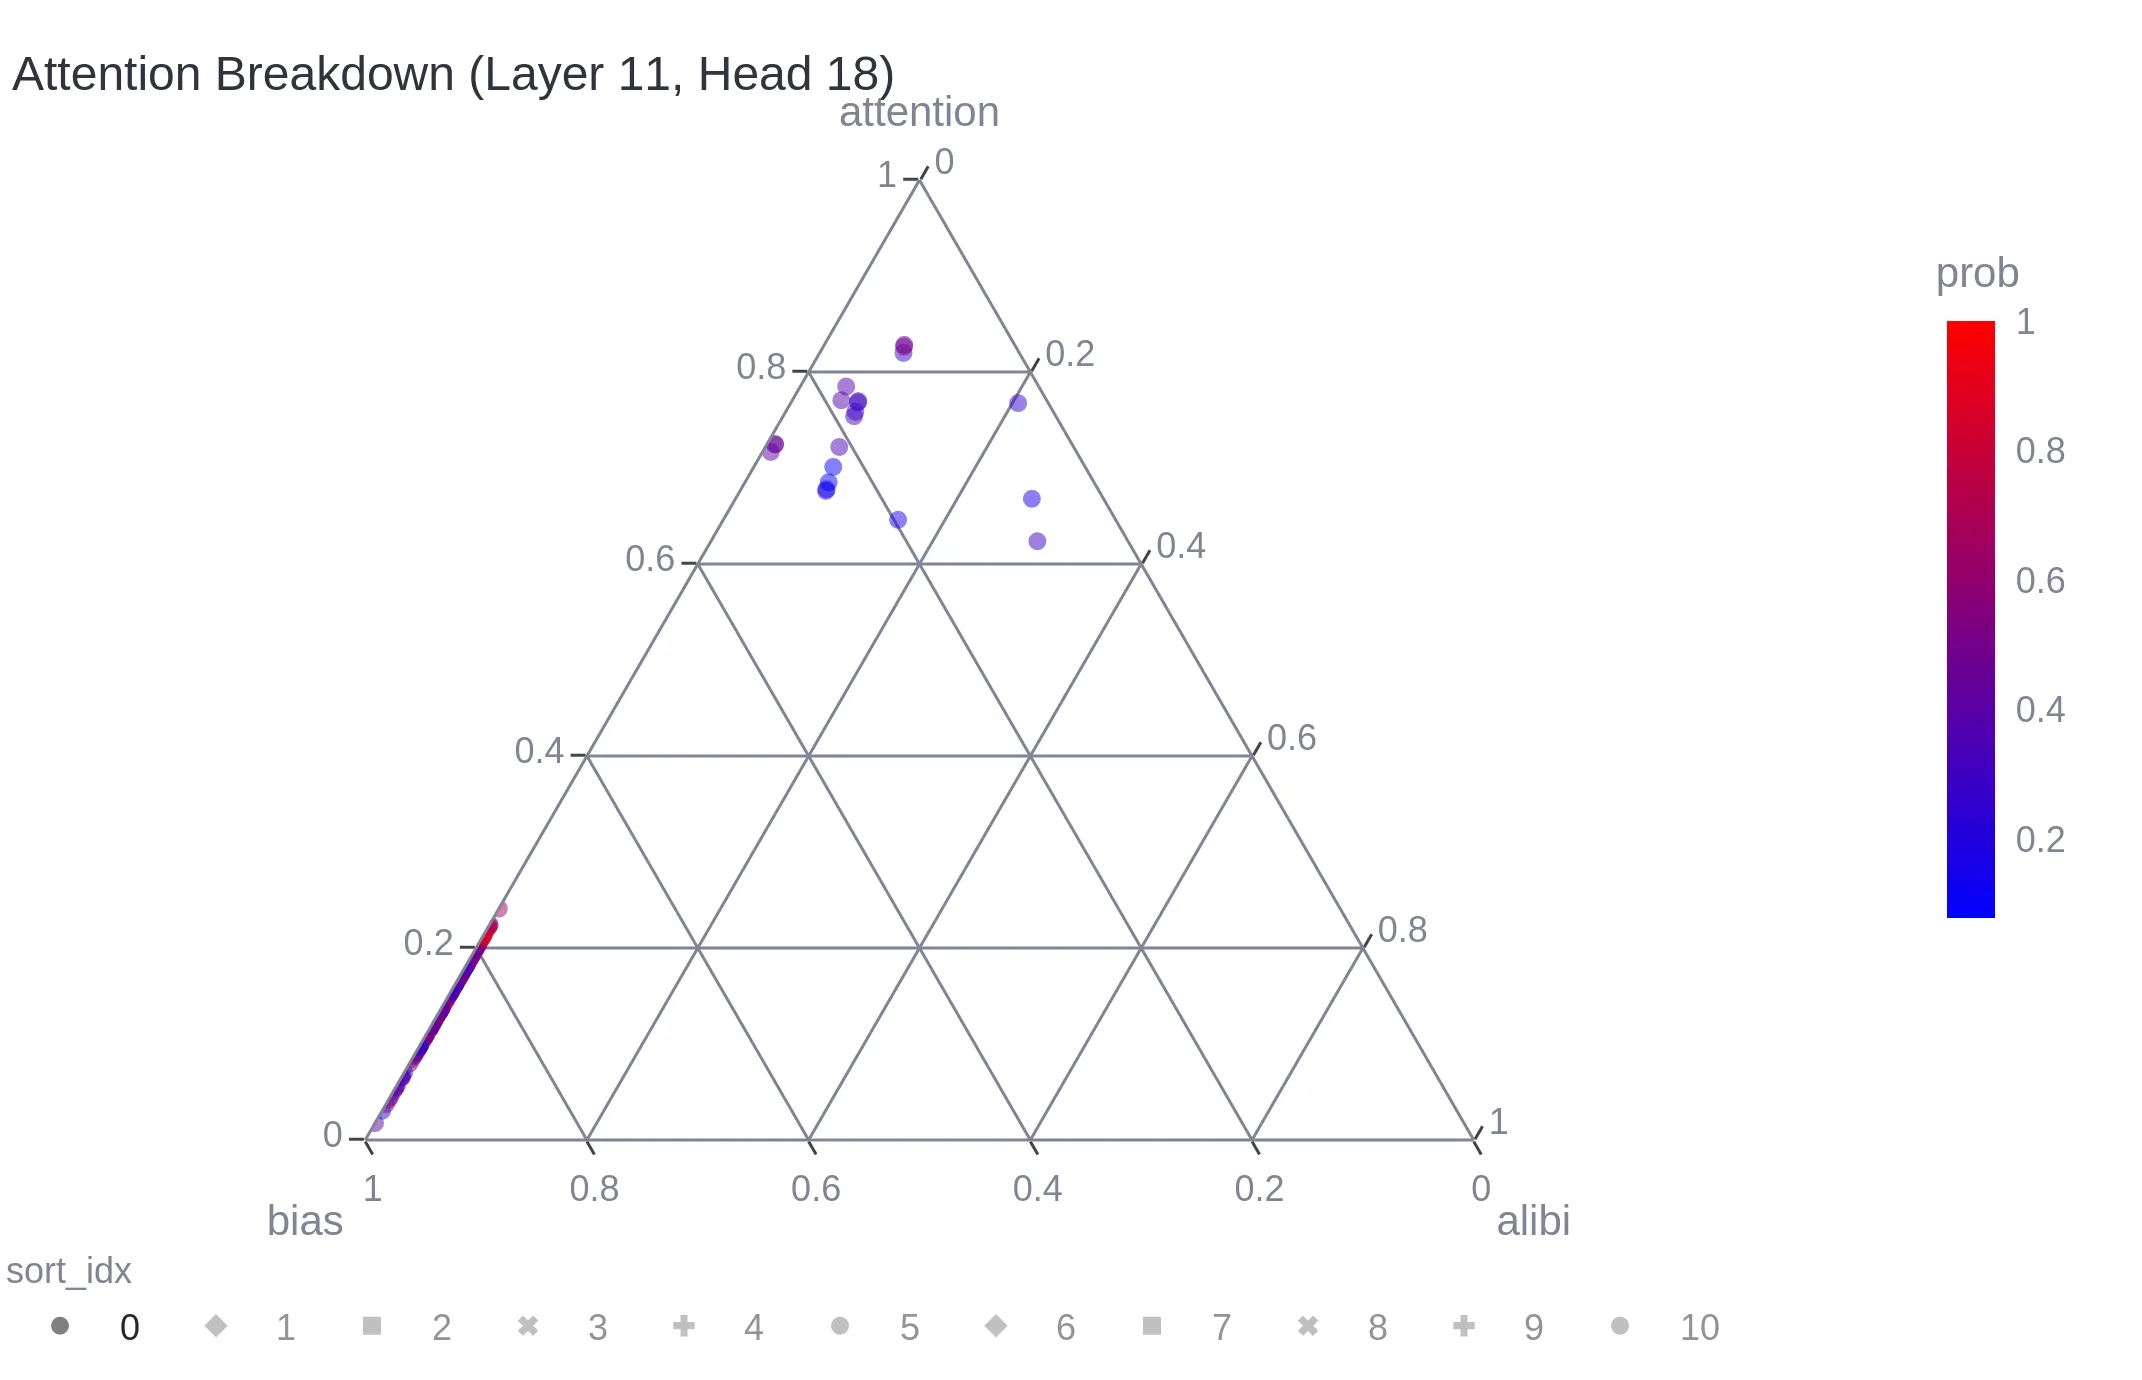 Attention Breakdown (Layer 11, Head 18)
attention
1 0
prob
1
0.8 0.2
0.8
0.6 0.4
0.6
0.4 0.6
0.4
0.2 0.8
0.2
0 1
1 0.8 0.6 0.4 0.2 0
bias alibi
sort_idx
0 1 2 3 4 5 6 7 8 9 10